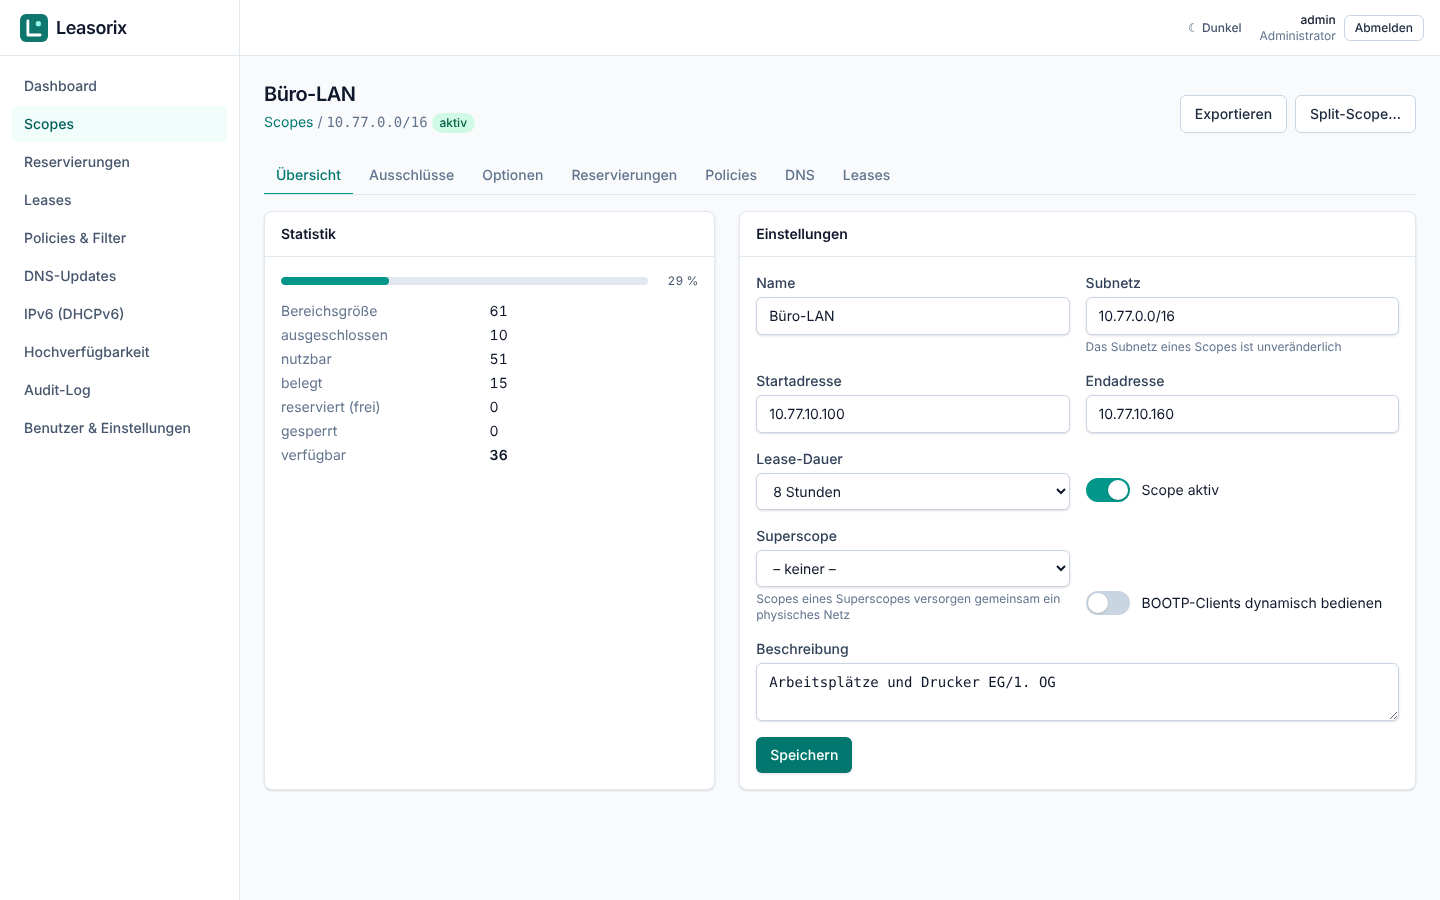 Leasorix
☾ Dunkel
admin
Administrator
Abmelden
Dashboard
Scopes
Reservierungen
Leases
Policies & Filter
DNS-Updates
IPv6 (DHCPv6)
Hochverfügbarkeit
Audit-Log
Benutzer & Einstellungen
Büro-LAN
Scopes / 10.77.0.0/16 aktiv
Exportieren
Split-Scope...
Übersicht Ausschlüsse Optionen Reservierungen Policies DNS Leases
Statistik
29 %
Bereichsgröße 61
ausgeschlossen 10
nutzbar 51
belegt 15
reserviert (frei) 0
gesperrt 0
verfügbar 36
Einstellungen
Name
Büro-LAN
Subnetz
10.77.0.0/16
Das Subnetz eines Scopes ist unveränderlich
Startadresse
10.77.10.100
Endadresse
10.77.10.160
Lease-Dauer
8 Stunden
Scope aktiv
Superscope
– keiner –
Scopes eines Superscopes versorgen gemeinsam ein
physisches Netz
BOOTP-Clients dynamisch bedienen
Beschreibung
Arbeitsplätze und Drucker EG/1. OG
Speichern